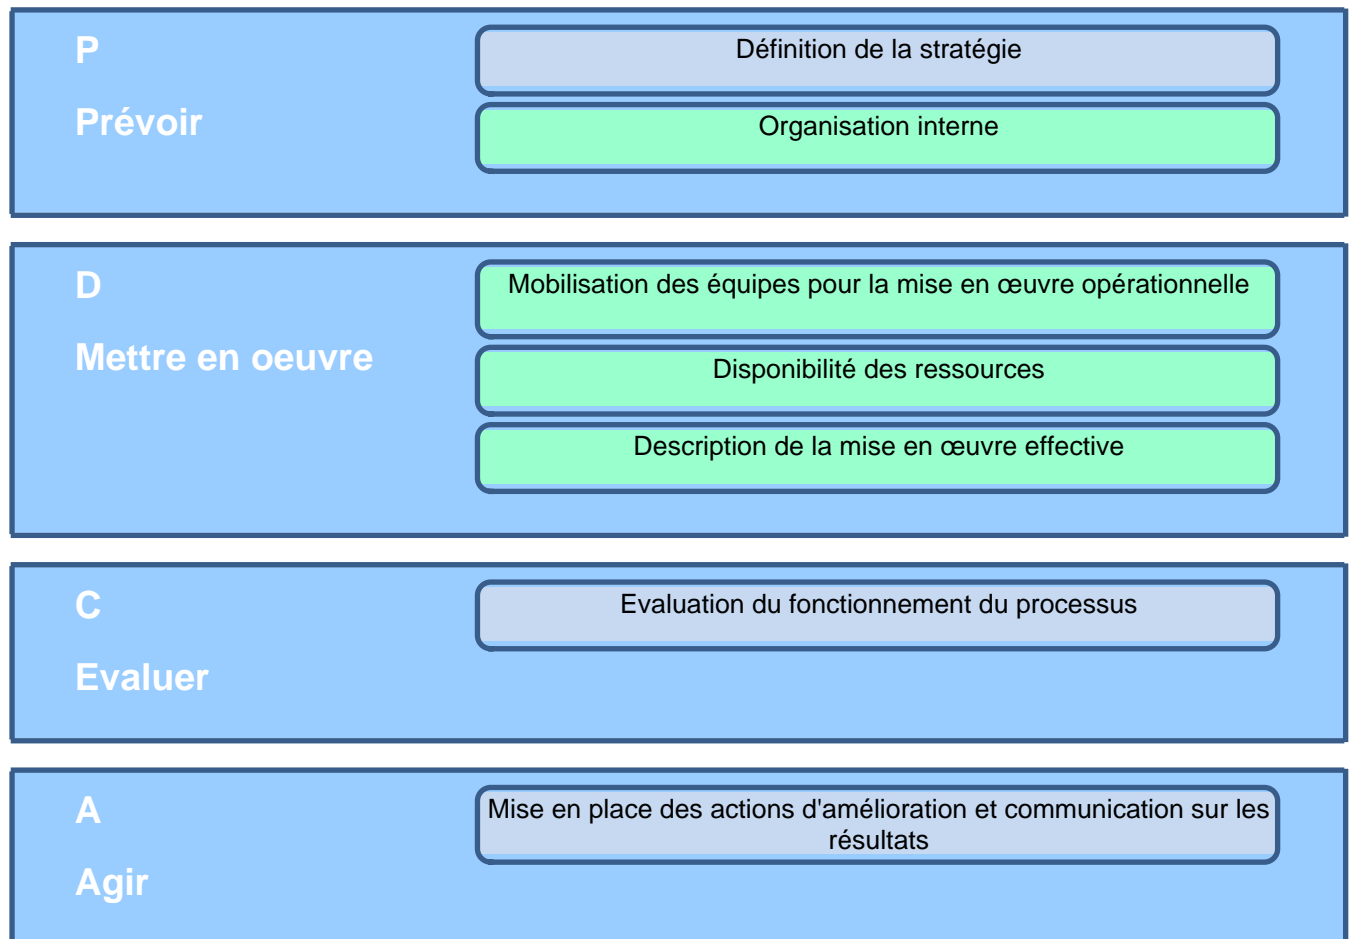 P
Prévoir
Définition de la stratégie
Organisation interne
D
Mettre en oeuvre
Mobilisation des équipes pour la mise en œuvre opérationnelle
Disponibilité des ressources
Description de la mise en œuvre effective
C
Evaluer
Evaluation du fonctionnement du processus
A
Agir
Mise en place des actions d'amélioration et communication sur les
résultats